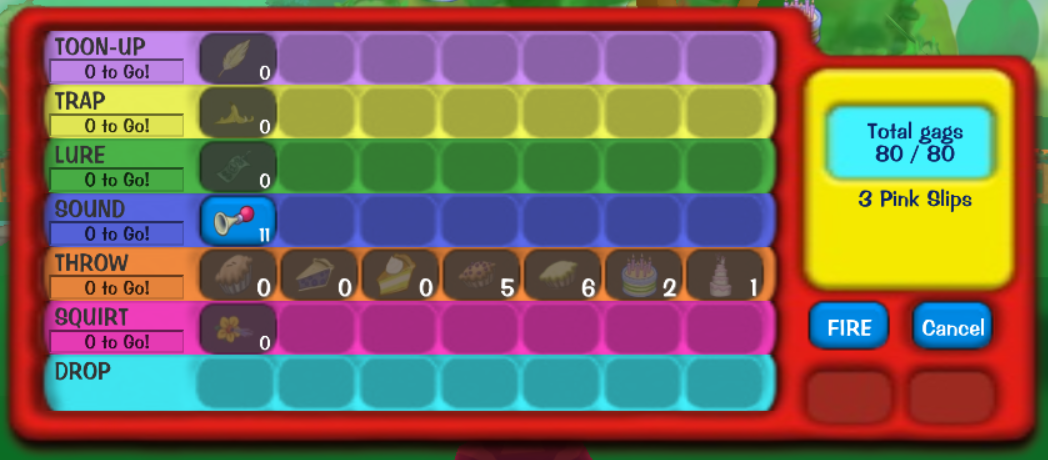 TOON-UP
0 to Go!
0
TRAP
0 to Go!
0
LURE
0 to Go!
0
SOUND
0 to Go!
11
THROW
0 to Go!
0 0 0 5 6 2 1
SQUIRT
0 to Go!
0
DROP
Total gags
80 / 80
3 Pink Slips
FIRE Cancel